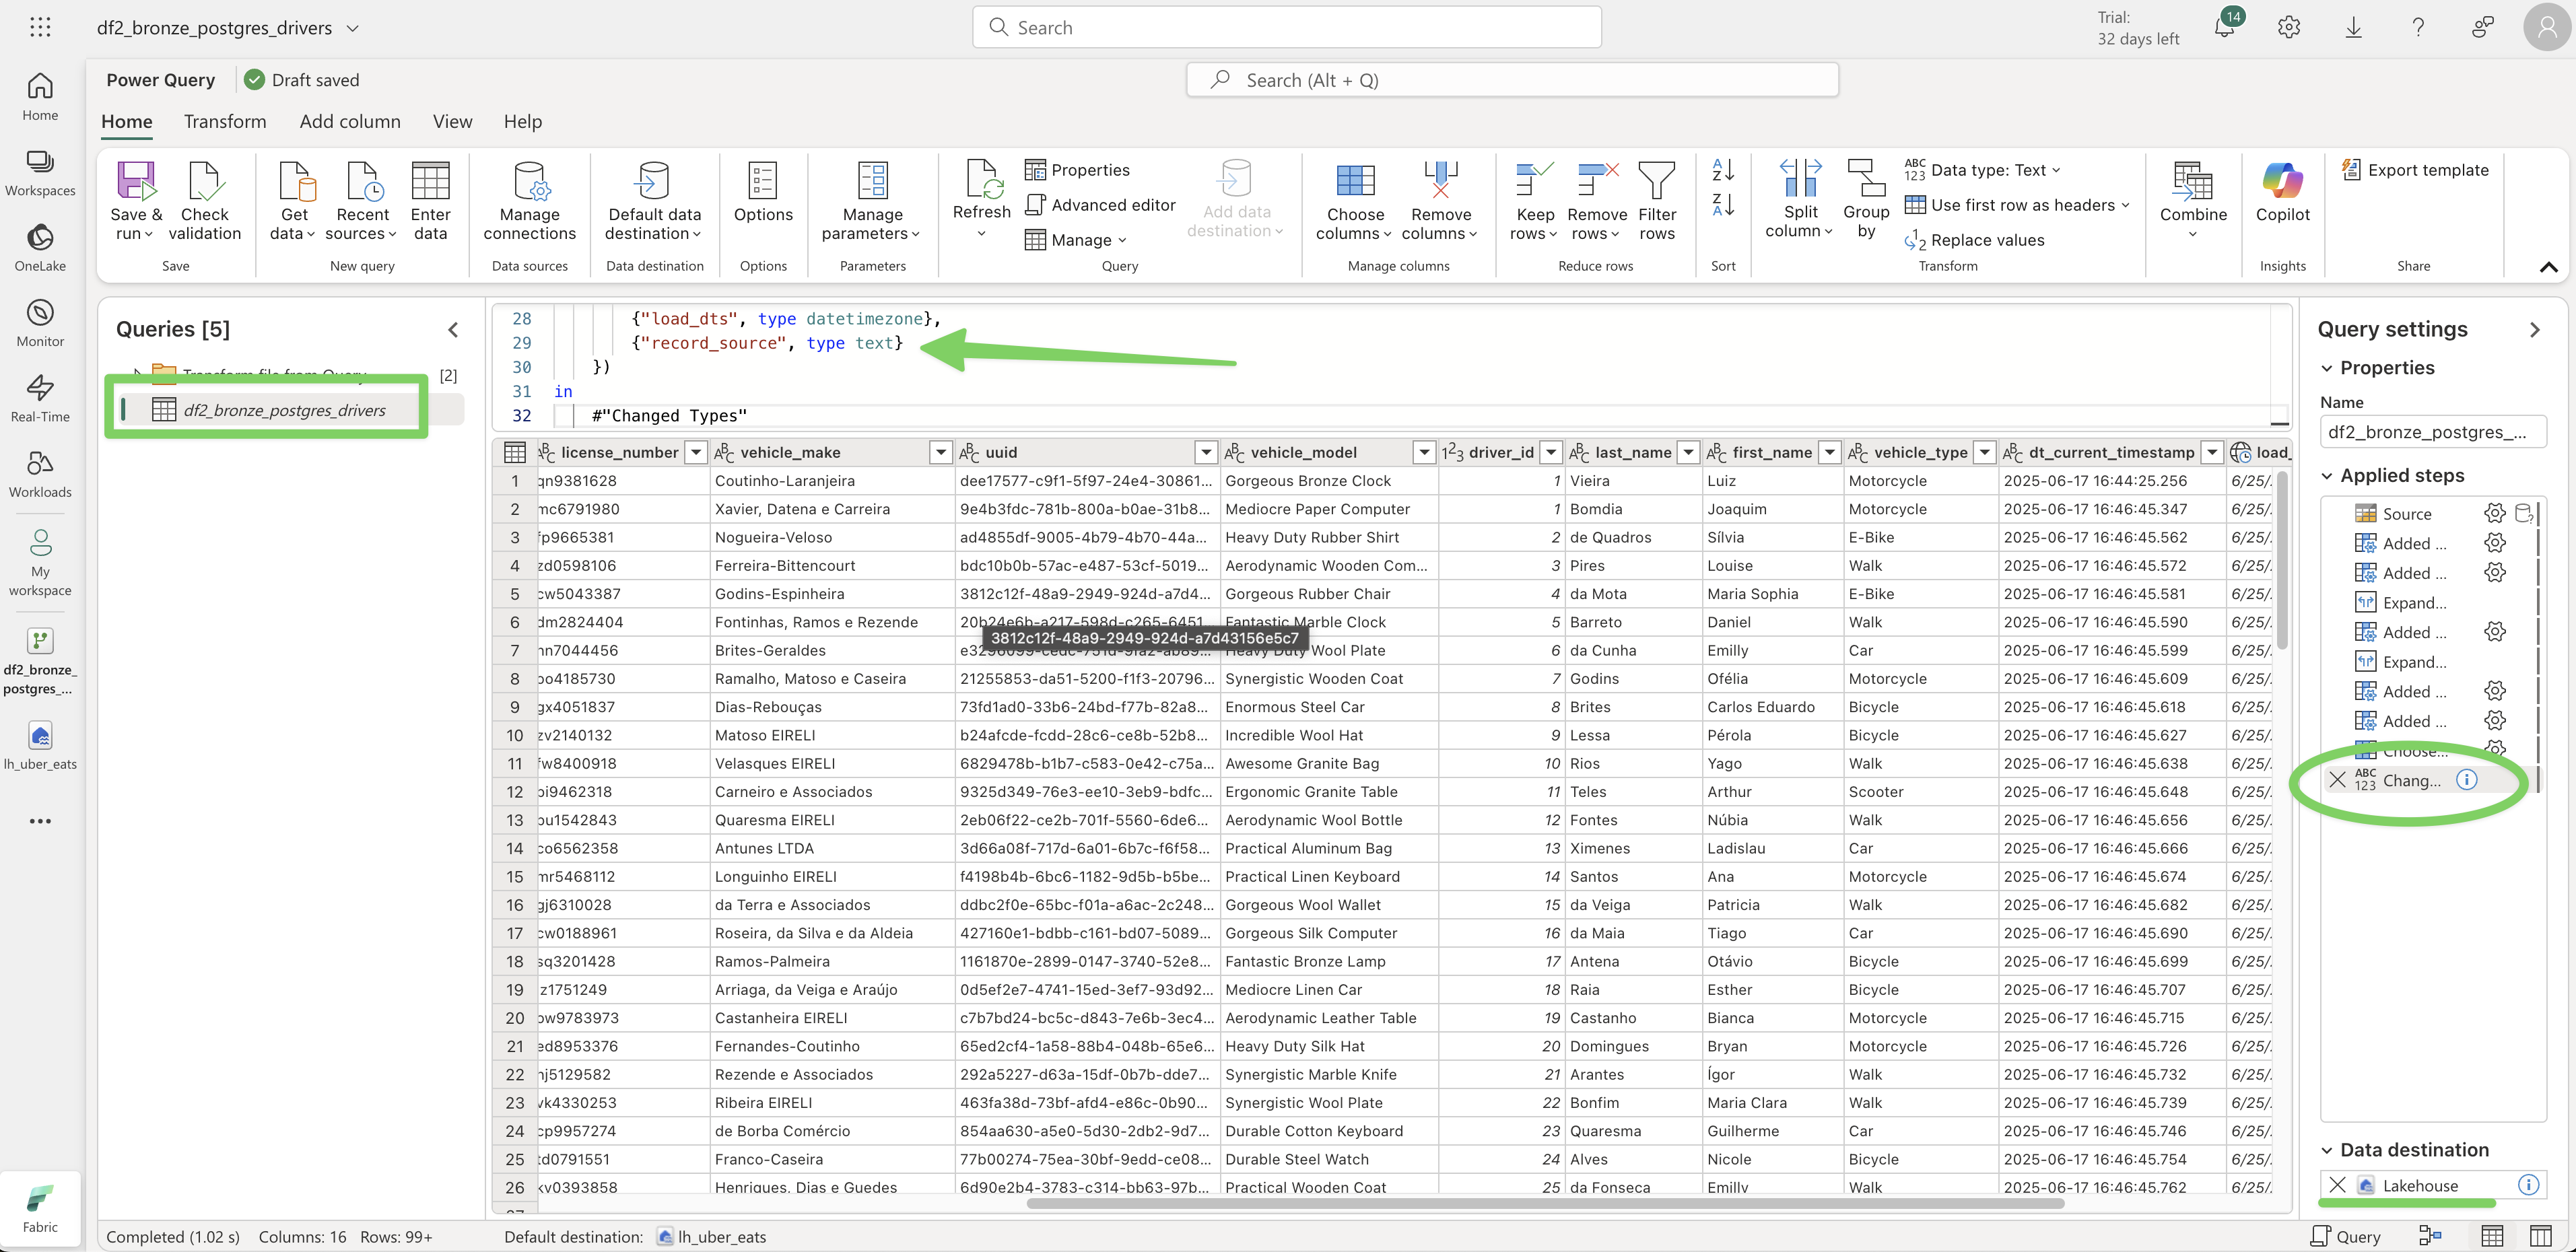 df2_bronze_postgres_drivers
Search
Trial:
32 days left
14
Power Query
Draft saved
Search (Alt + Q)
Home
Transform
Add column
View
Help
Save & run
Check validation
Save
Get data
Recent sources
Enter data
New query
Manage connections
Data sources
Default data destination
Data destination
Options
Options
Manage parameters
Parameters
Refresh
Properties
Advanced editor
Manage
Add data destination
Query
Choose columns
Remove columns
Manage columns
Keep rows
Remove rows
Filter rows
Reduce rows
Sort
Split column
Group by
Data type: Text
Use first row as headers
Replace values
Transform
Combine
Copilot
Insights
Export template
Share
Home
Workspaces
OneLake
Monitor
Real-Time
Workloads
My workspace
df2_bronze_
postgres_...
lh_uber_eats
Fabric
Queries [5]
Transform file from Query [2]
df2_bronze_postgres_drivers
28 {"load_dts", type datetimezone},
29 {"record_source", type text}
30 })
31 in
32 #"Changed Types"
license_number vehicle_make uuid vehicle_model driver_id last_name first_name vehicle_type dt_current_timestamp load_
1 qn9381628 Coutinho-Laranjeira dee17577-c9f1-5f97-24e4-30861... Gorgeous Bronze Clock 1 Vieira Luiz Motorcycle 2025-06-17 16:44:25.256 6/25/
2 mc6791980 Xavier, Datena e Carreira 9e4b3fdc-781b-800a-b0ae-31b8... Mediocre Paper Computer 1 Bomdia Joaquim Motorcycle 2025-06-17 16:46:45.347 6/25/
3 fp9665381 Nogueira-Veloso ad4855df-9005-4b79-4b70-44a... Heavy Duty Rubber Shirt 2 de Quadros Sílvia E-Bike 2025-06-17 16:46:45.562 6/25/
4 zd0598106 Ferreira-Bittencourt bdc10b0b-57ac-e487-53cf-5019... Aerodynamic Wooden Com... 3 Pires Louise Walk 2025-06-17 16:46:45.572 6/25/
5 cw5043387 Godins-Espinheira 3812c12f-48a9-2949-924d-a7d4... Gorgeous Rubber Chair 4 da Mota Maria Sophia E-Bike 2025-06-17 16:46:45.581 6/25/
6 dm2824404 Fontinhas, Ramos e Rezende 20b24e6b-a217-598d-c265-6451... Fantastic Marble Clock 5 Barreto Daniel Walk 2025-06-17 16:46:45.590 6/25/
3812c12f-48a9-2949-924d-a7d43156e5c7
7 nn7044456 Brites-Geraldes Heavy Duty Wool Plate 6 da Cunha Emilly Car 2025-06-17 16:46:45.599 6/25/
8 oo4185730 Ramalho, Matoso e Caseira 21255853-da51-5200-f1f3-20796... Synergistic Wooden Coat 7 Godins Ofélia Motorcycle 2025-06-17 16:46:45.609 6/25/
9 gx4051837 Dias-Rebouças 73fd1ad0-33b6-24bd-f77b-82a8... Enormous Steel Car 8 Brites Carlos Eduardo Bicycle 2025-06-17 16:46:45.618 6/25/
10 zv2140132 Matoso EIRELI b24afcde-fcdd-28c6-ce8b-52b8... Incredible Wool Hat 9 Lessa Pérola Bicycle 2025-06-17 16:46:45.627 6/25/
11 fw8400918 Velasques EIRELI 6829478b-b1b7-c583-0e42-c75a... Awesome Granite Bag 10 Rios Yago Walk 2025-06-17 16:46:45.638 6/25/
12 oi9462318 Carneiro e Associados 9325d349-76e3-ee10-3eb9-bdfc... Ergonomic Granite Table 11 Teles Arthur Scooter 2025-06-17 16:46:45.648 6/25/
13 ou1542843 Quaresma EIRELI 2eb06f22-ce2b-701f-5560-6de6... Aerodynamic Wool Bottle 12 Fontes Núbia Walk 2025-06-17 16:46:45.656 6/25/
14 co6562358 Antunes LTDA 3d66a08f-717d-6a01-6b7c-f6f58... Practical Aluminum Bag 13 Ximenes Ladislau Car 2025-06-17 16:46:45.666 6/25/
15 mr5468112 Longuinho EIRELI f4198b4b-6bc6-1182-9d5b-b5be... Practical Linen Keyboard 14 Santos Ana Motorcycle 2025-06-17 16:46:45.674 6/25/
16 gj6310028 da Terra e Associados ddbc2f0e-65bc-f01a-a6ac-2c248... Gorgeous Wool Wallet 15 da Veiga Patricia Walk 2025-06-17 16:46:45.682 6/25/
17 cw0188961 Roseira, da Silva e da Aldeia 427160e1-bdbb-c161-bd07-5089... Gorgeous Silk Computer 16 da Maia Tiago Car 2025-06-17 16:46:45.690 6/25/
18 sq3201428 Ramos-Palmeira 1161870e-2899-0147-3740-52e8... Fantastic Bronze Lamp 17 Antena Otávio Bicycle 2025-06-17 16:46:45.699 6/25/
19 z1751249 Arriaga, da Veiga e Araújo 0d5ef2e7-4741-15ed-3ef7-93d92... Mediocre Linen Car 18 Raia Esther Bicycle 2025-06-17 16:46:45.707 6/25/
20 ow9783973 Castanheira EIRELI c7b7bd24-bc5c-d843-7e6b-3ec4... Aerodynamic Leather Table 19 Castanho Bianca Motorcycle 2025-06-17 16:46:45.715 6/25/
21 ed8953376 Fernandes-Coutinho 65ed2cf4-1a58-88b4-048b-65e6... Heavy Duty Silk Hat 20 Domingues Bryan Motorcycle 2025-06-17 16:46:45.726 6/25/
22 nj5129582 Rezende e Associados 292a5227-d63a-15df-0b7b-dde7... Synergistic Marble Knife 21 Arantes Ígor Walk 2025-06-17 16:46:45.732 6/25/
23 vk4330253 Ribeira EIRELI 463fa38d-73bf-afd4-e86c-0b90... Synergistic Wool Plate 22 Bonfim Maria Clara Walk 2025-06-17 16:46:45.739 6/25/
24 cp9957274 de Borba Comércio 854aa630-a5e0-5d30-2db2-9d7... Durable Cotton Keyboard 23 Quaresma Guilherme Car 2025-06-17 16:46:45.746 6/25/
25 td0791551 Franco-Caseira 77b00274-75ea-30bf-9edd-ce08... Durable Steel Watch 24 Alves Nicole Bicycle 2025-06-17 16:46:45.754 6/25/
26 kv0393858 Henriques, Dias e Guedes 6d90e2b4-3783-c314-bb63-97b... Practical Wooden Coat 25 da Fonseca Emilly Walk 2025-06-17 16:46:45.762 6/25/
Query settings
Properties
Name
df2_bronze_postgres_...
Applied steps
Source
Added ...
Added ...
Expand...
Added ...
Expand...
Added ...
Added ...
Choose...
Chang...
Data destination
Lakehouse
Completed (1.02 s) Columns: 16 Rows: 99+
Default destination: lh_uber_eats
Query